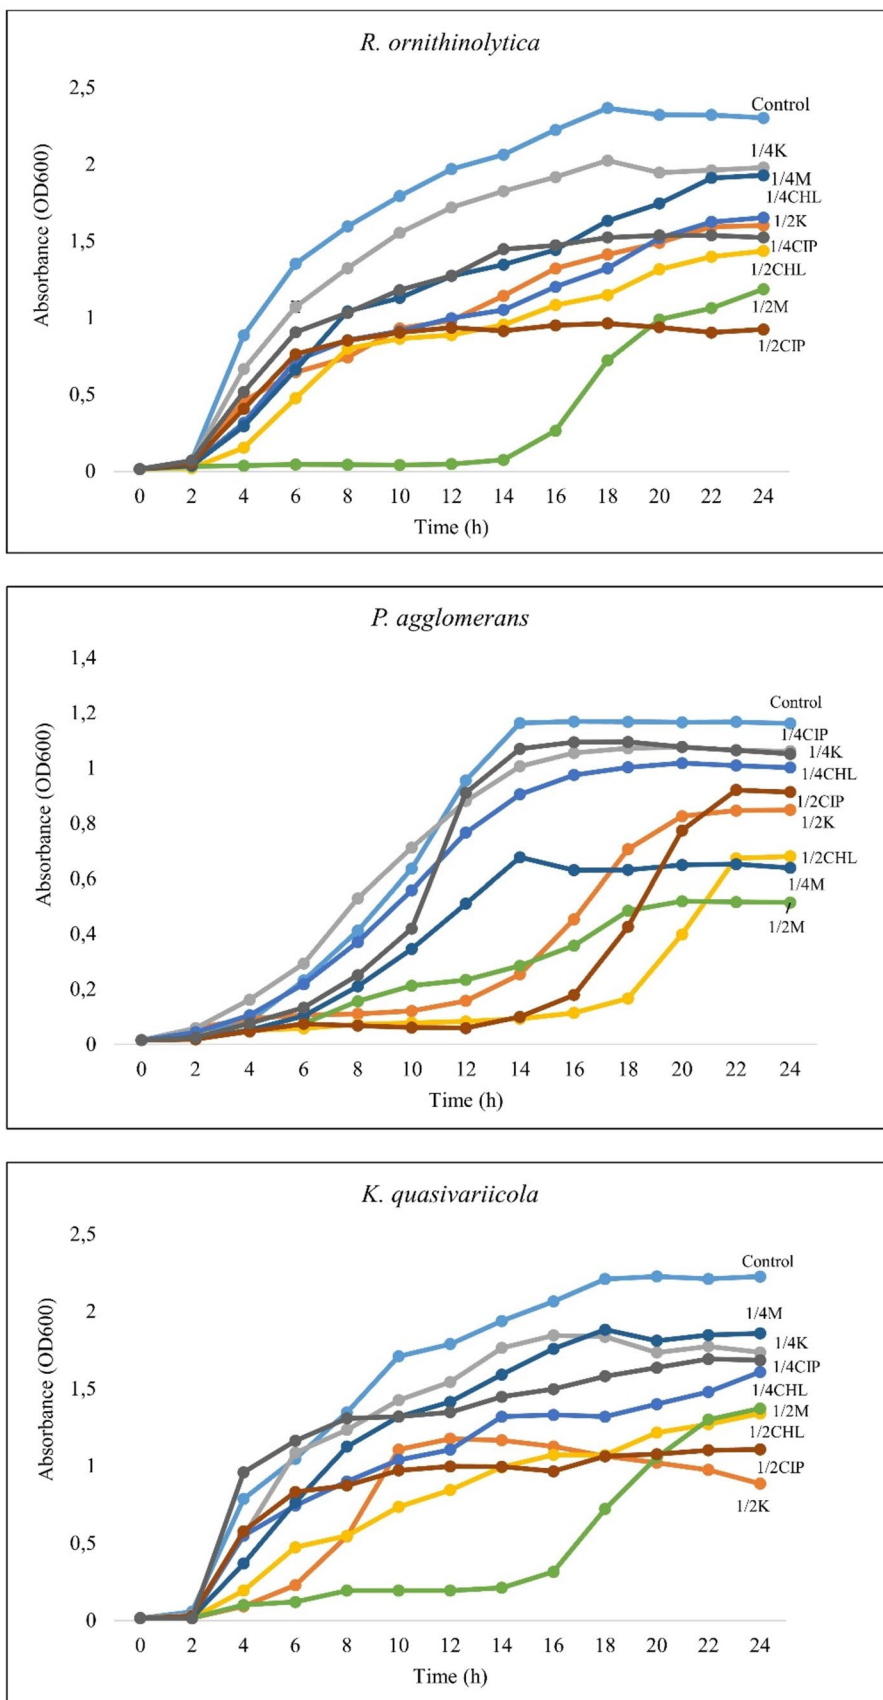 R. ornithinolytica
2,5
2
1,5
1
0,5
0
Absorbance (OD600)
Control
1/4K
1/4M
1/4CHL
1/2K
1/4CIP
1/2CHL
1/2M
1/2CIP
0 2 4 6 8 10 12 14 16 18 20 22 24
Time (h)
P. agglomerans
1,4
1,2
1
0,8
0,6
0,4
0,2
0
Absorbance (OD600)
Control
1/4CIP
1/4K
1/4CHL
1/2CIP
1/2K
1/2CHL
1/4M
1/2M
0 2 4 6 8 10 12 14 16 18 20 22 24
Time (h)
K. quasivariicola
2,5
2
1,5
1
0,5
0
Absorbance (OD600)
Control
1/4M
1/4K
1/4CIP
1/4CHL
1/2M
1/2CHL
1/2CIP
1/2K
0 2 4 6 8 10 12 14 16 18 20 22 24
Time (h)